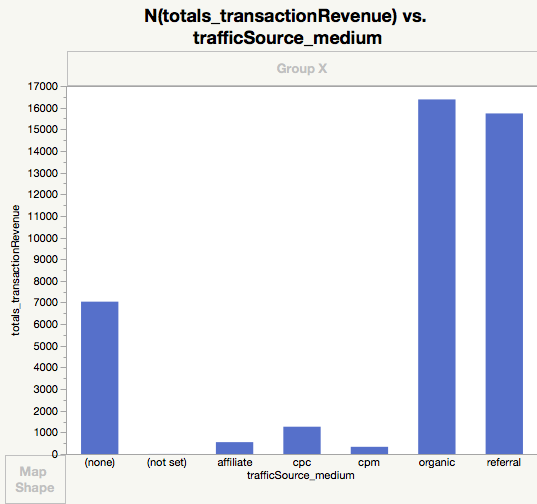 N(totals_transactionRevenue) vs.
trafficSource_medium
Group X
17000
16000
15000
14000
13000
12000
11000
10000
9000
8000
7000
6000
5000
4000
3000
2000
1000
0
totals_transactionRevenue
(none) (not set) affiliate cpc cpm organic referral
trafficSource_medium
Map
Shape